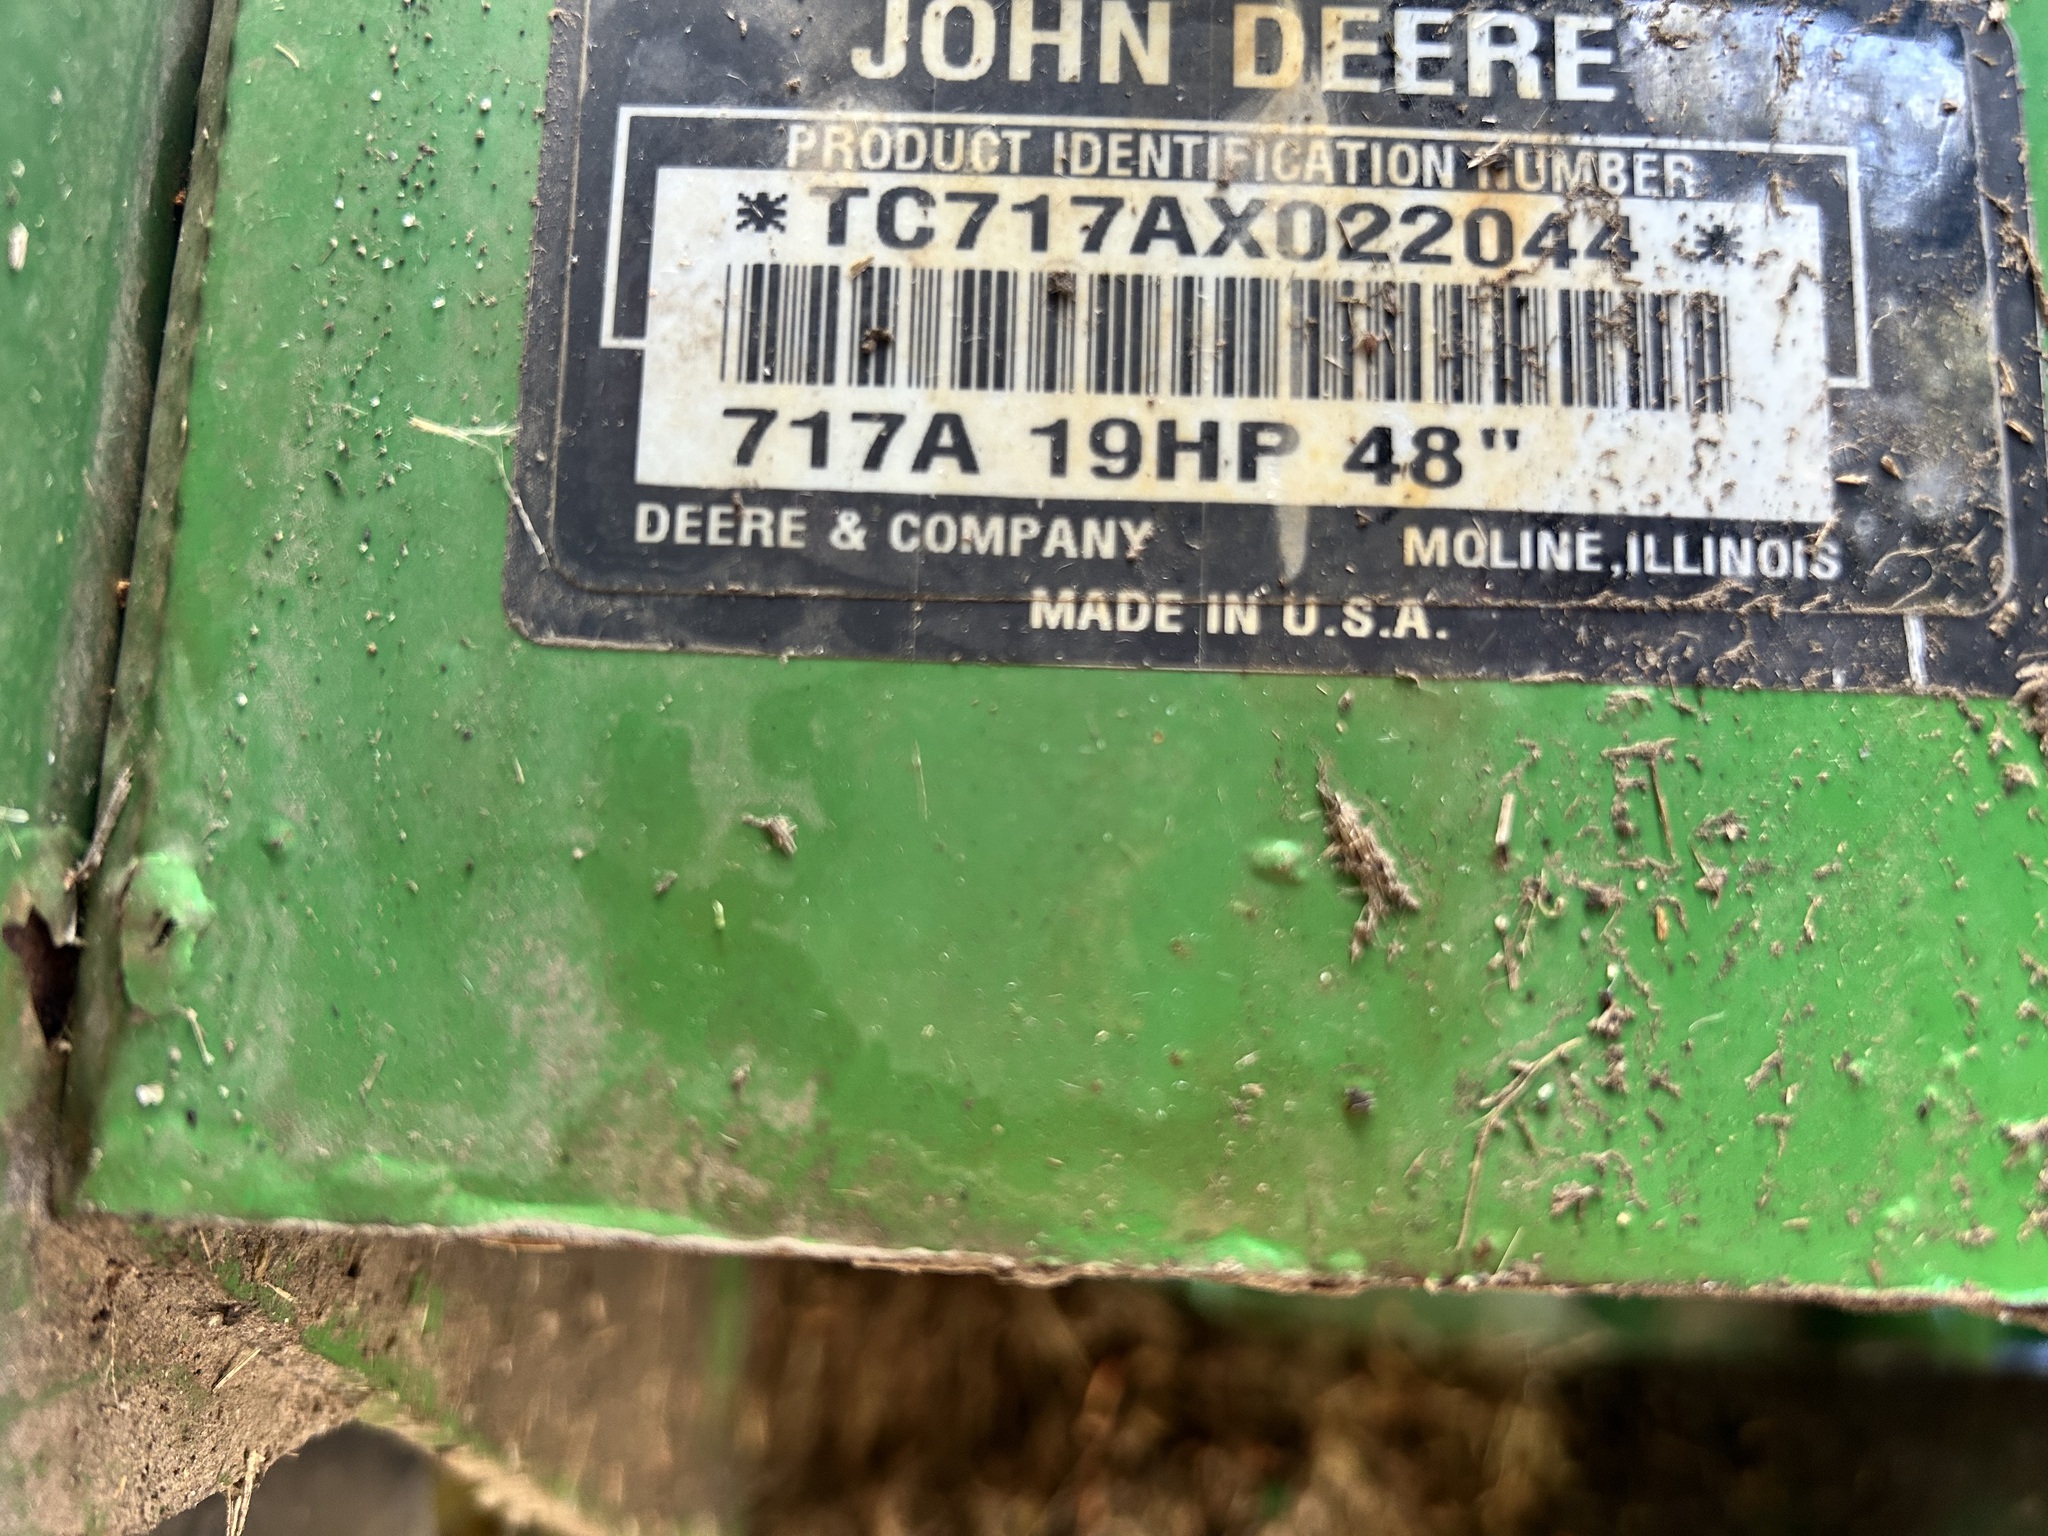 JOHN DEERE
PRODUCT IDENTIFICATION NUMBER
*TC717AX022044*
717A 19HP 48"
DEERE & COMPANY MOLINE, ILLINOIS
MADE IN U.S.A.